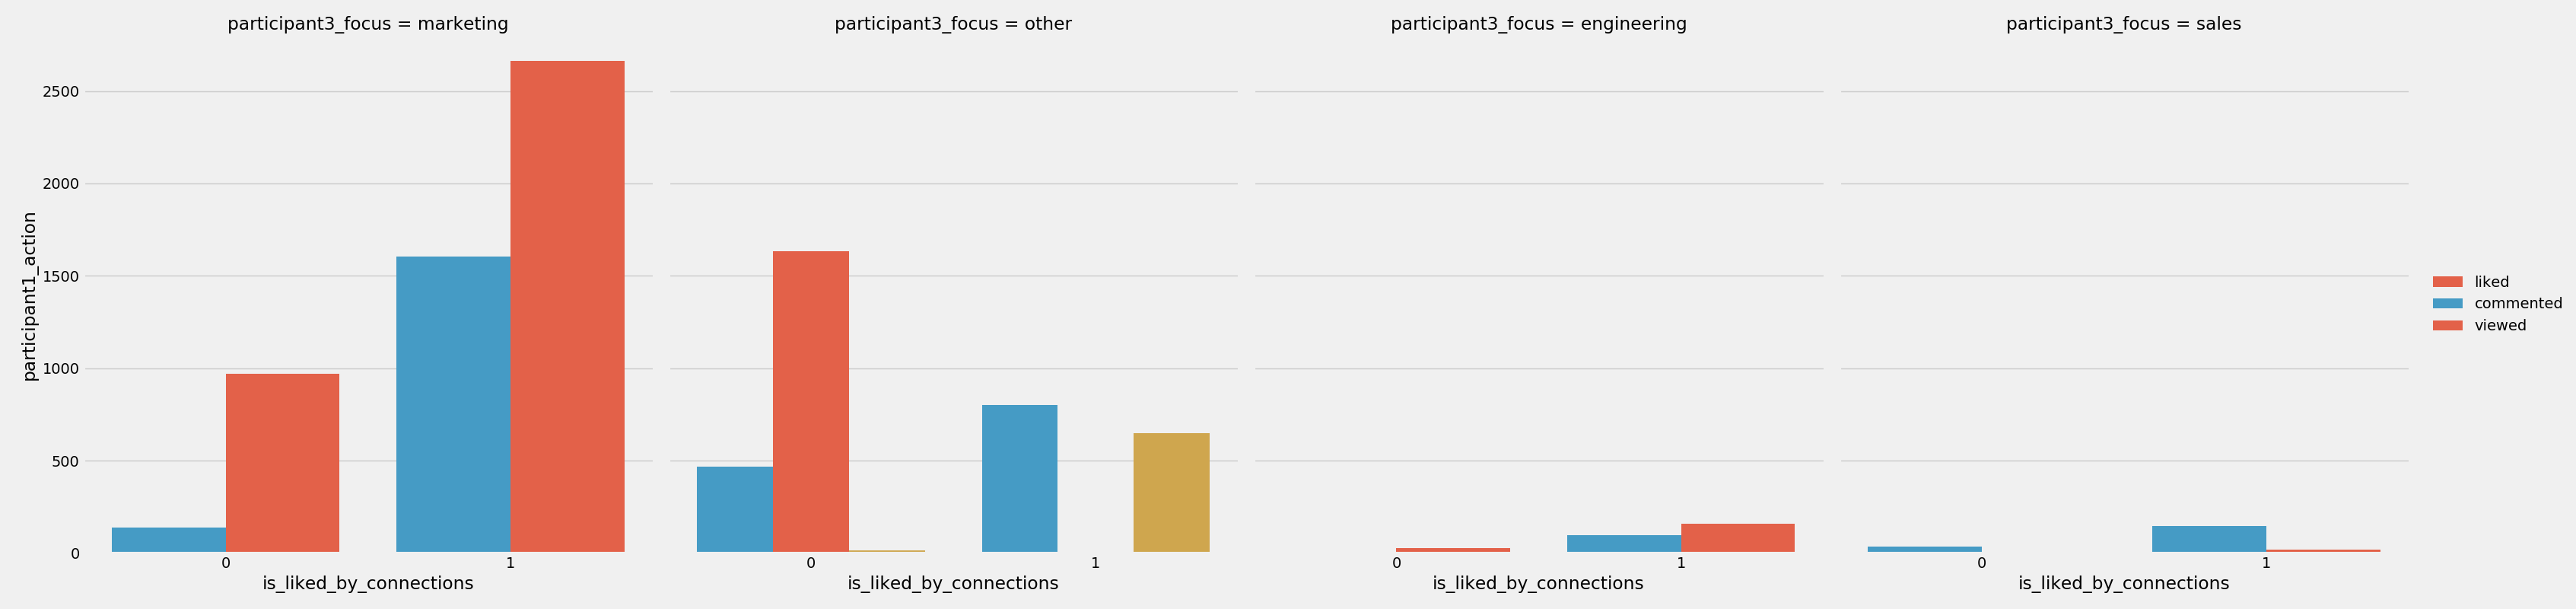 participant3_focus = marketing
participant3_focus = other
participant3_focus = engineering
participant3_focus = sales
participant1_action
2500
2000
1500
1000
500
0
0 1
0 1
0 1
0 1
is_liked_by_connections
is_liked_by_connections
is_liked_by_connections
is_liked_by_connections
liked
commented
viewed